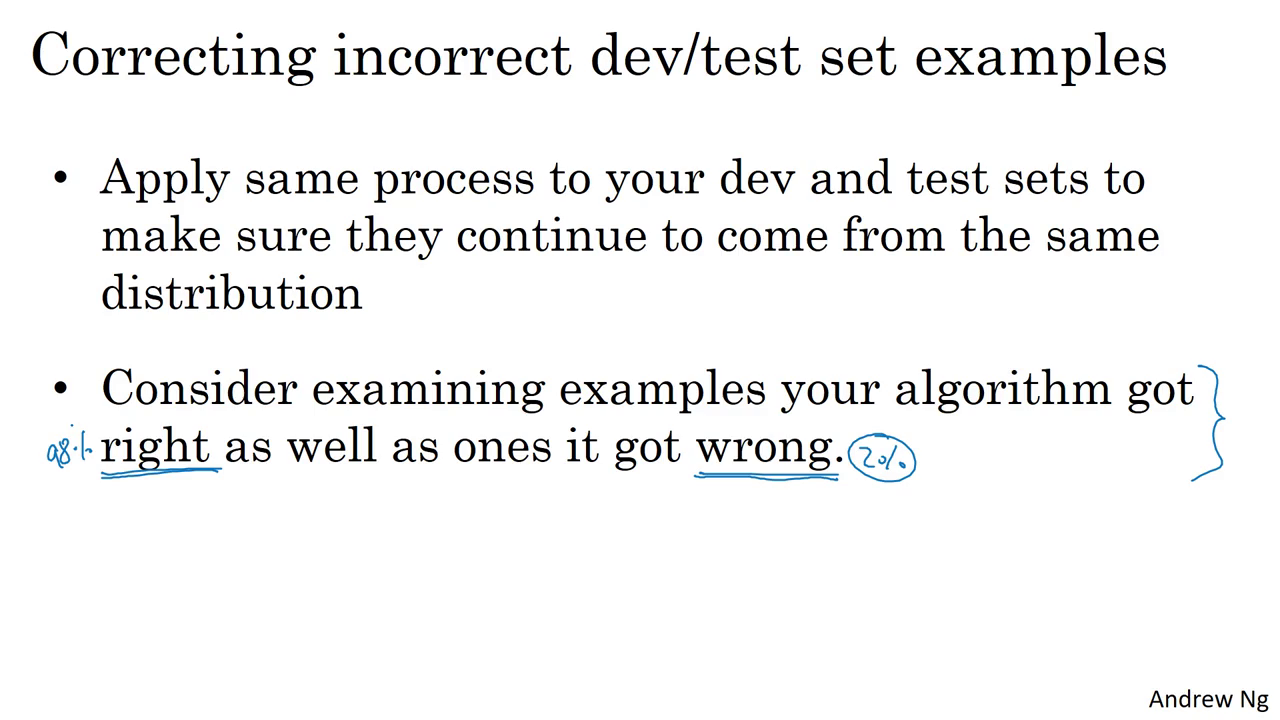 Correcting incorrect dev/test set examples
• Apply same process to your dev and test sets to
make sure they continue to come from the same
distribution
• Consider examining examples your algorithm got
98% right as well as ones it got wrong. 2%
Andrew Ng